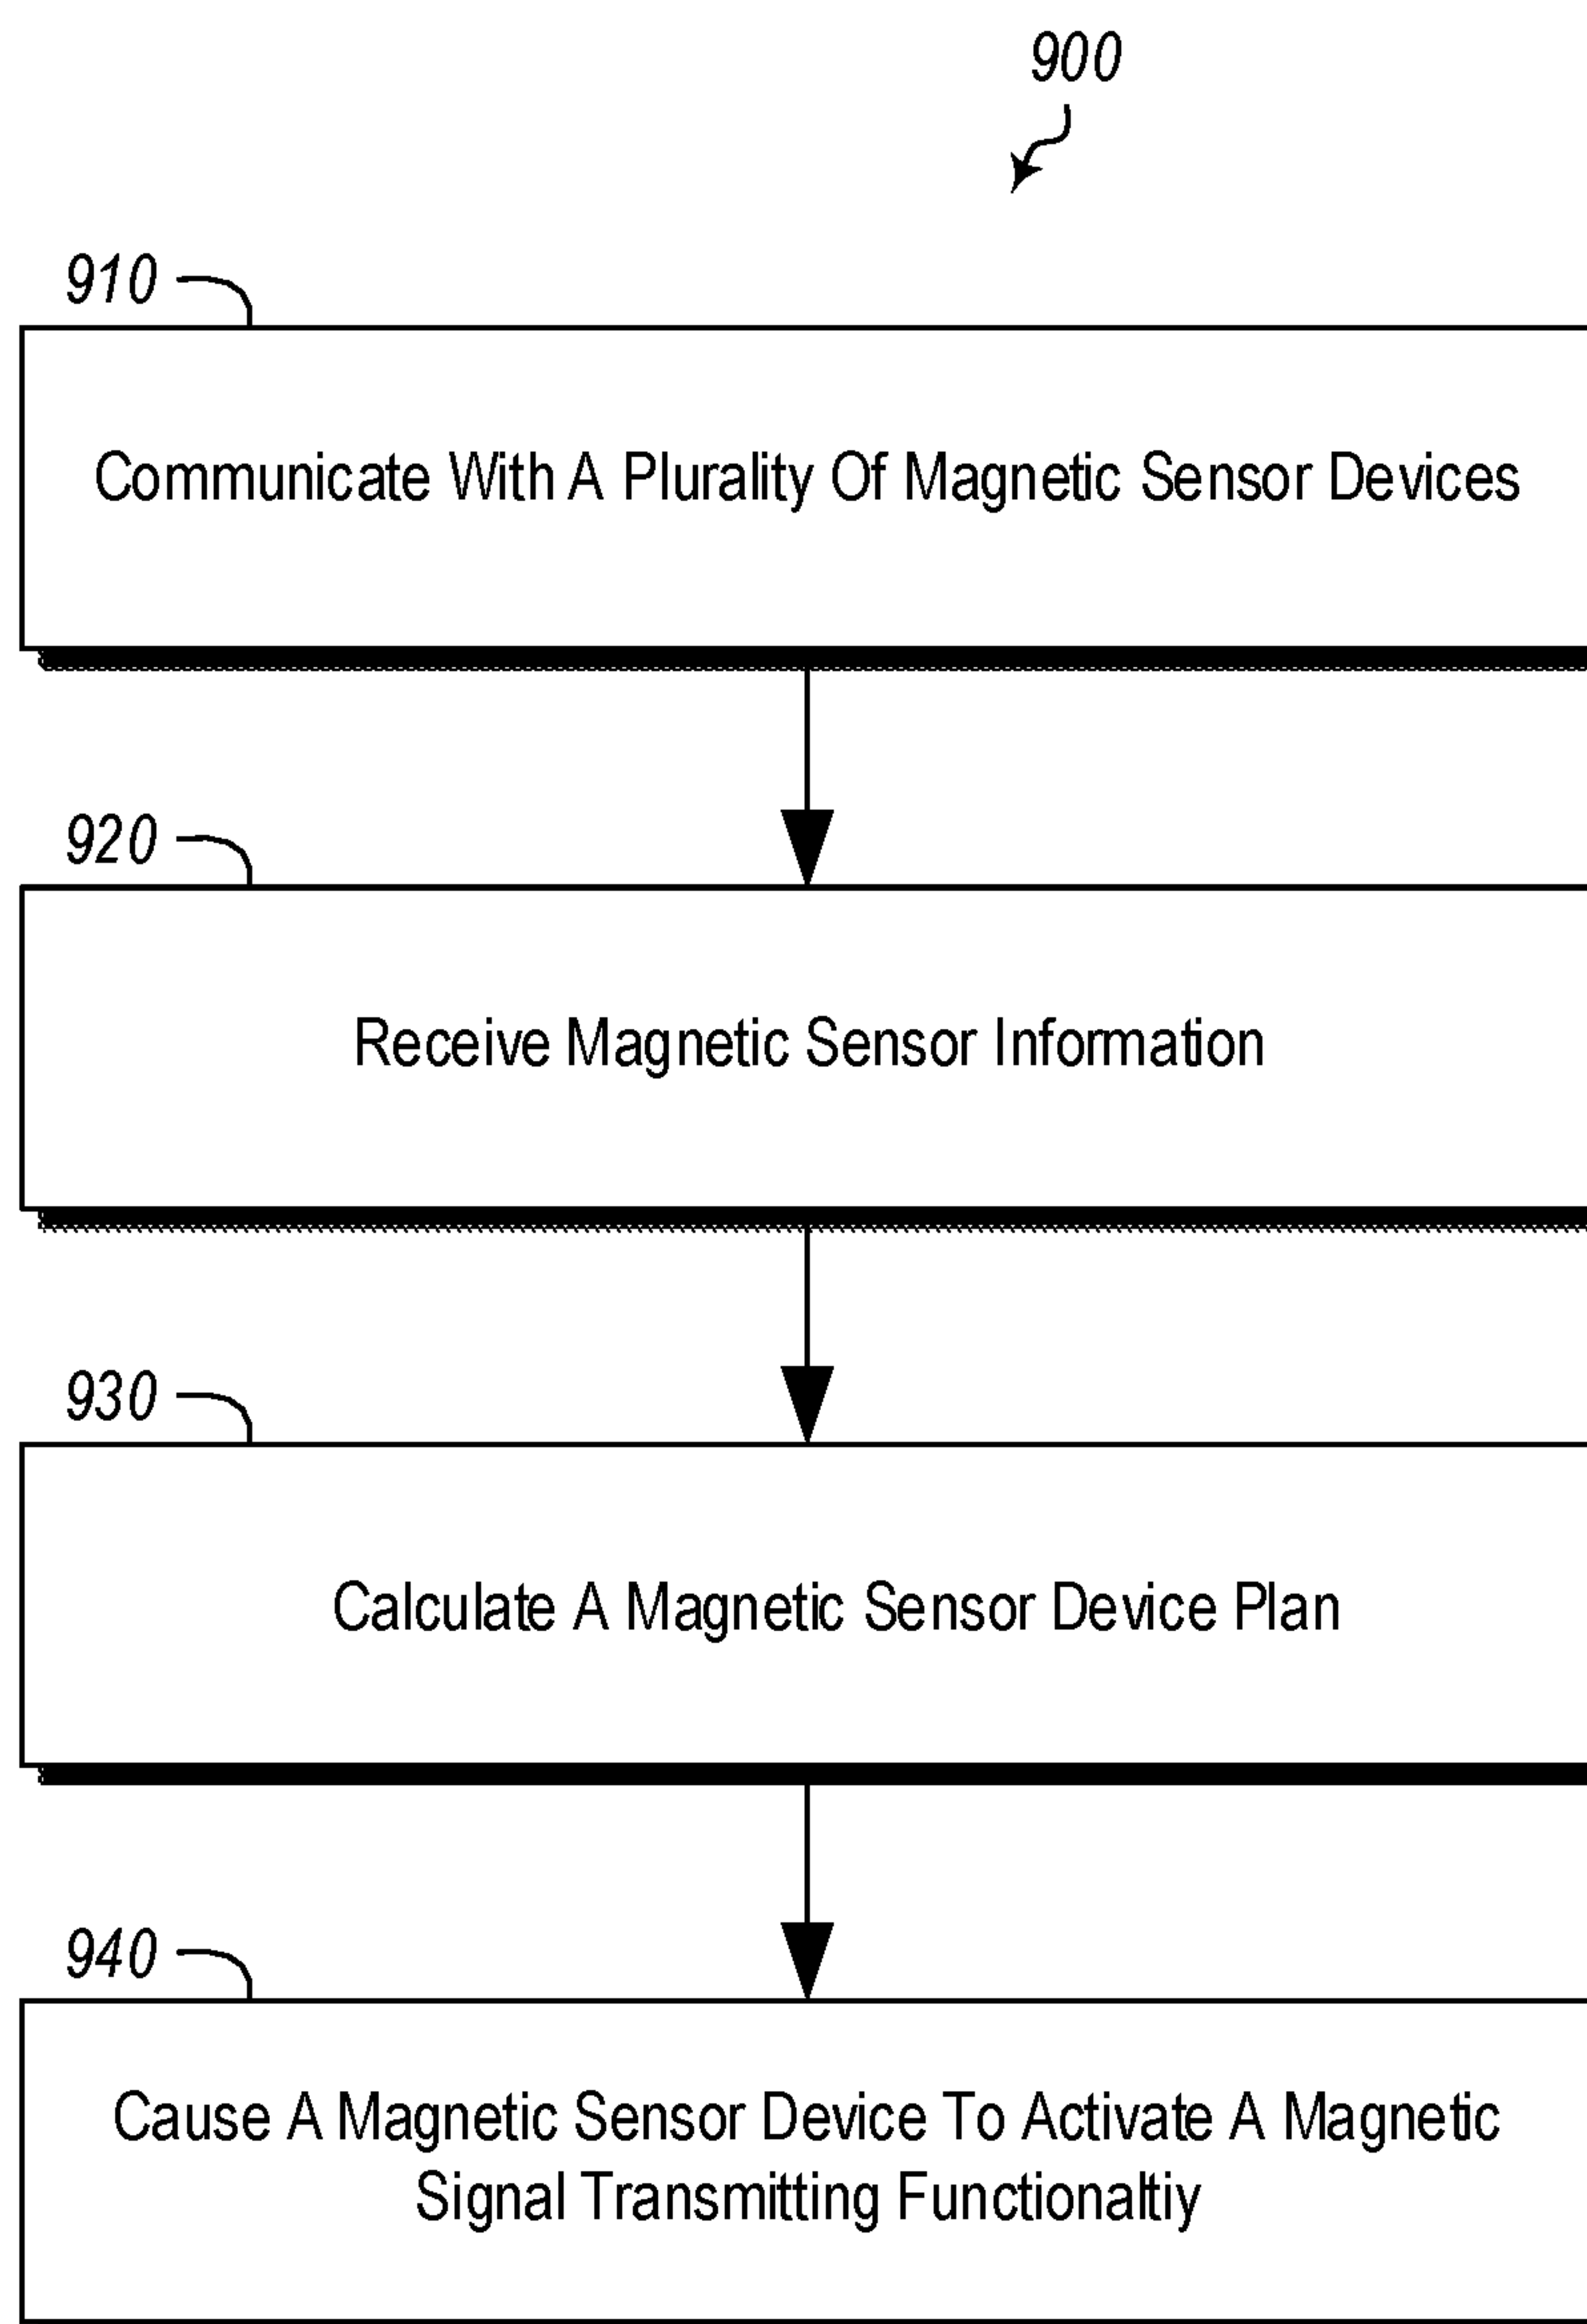 900
910
Communicate With A Plurality Of Magnetic Sensor Devices
920
Receive Magnetic Sensor Information
930
Calculate A Magnetic Sensor Device Plan
940
Cause A Magnetic Sensor Device To Activate A Magnetic
Signal Transmitting Functionaltiy